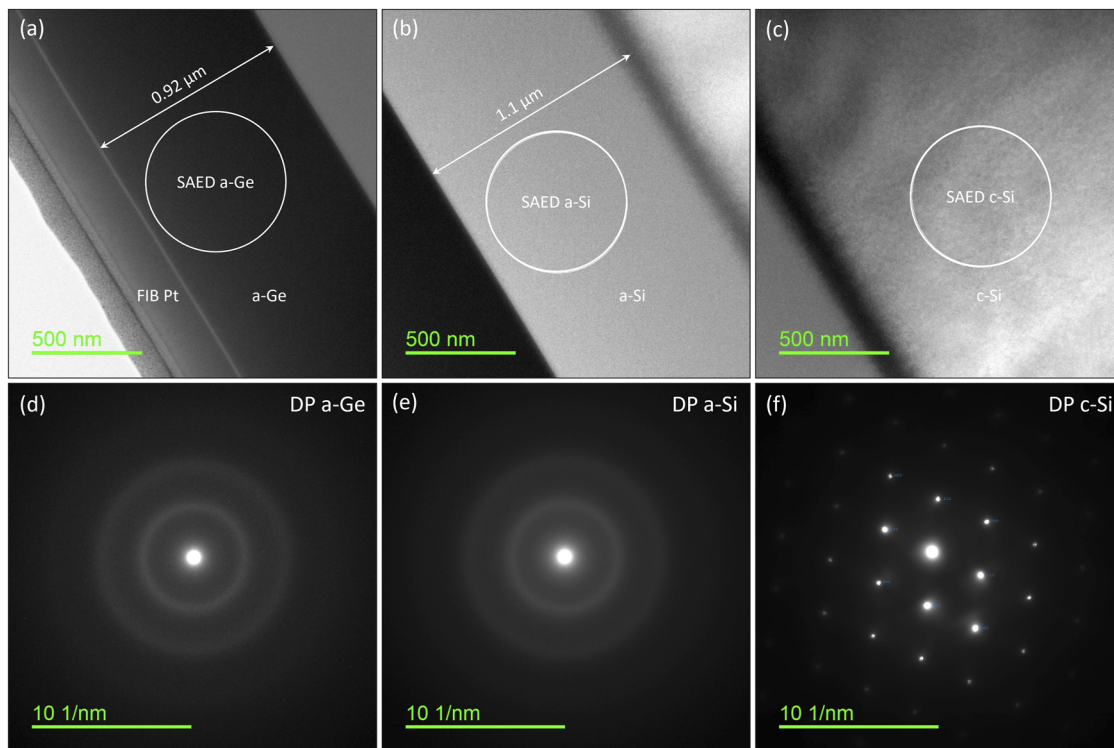 (a)
0.92 μm
SAED a-Ge
FIB Pt
a-Ge
500 nm
(b)
1.1 μm
SAED a-Si
a-Si
500 nm
(c)
SAED c-Si
c-Si
500 nm
(d)
DP a-Ge
10 1/nm
(e)
DP a-Si
10 1/nm
(f)
DP c-Si
10 1/nm